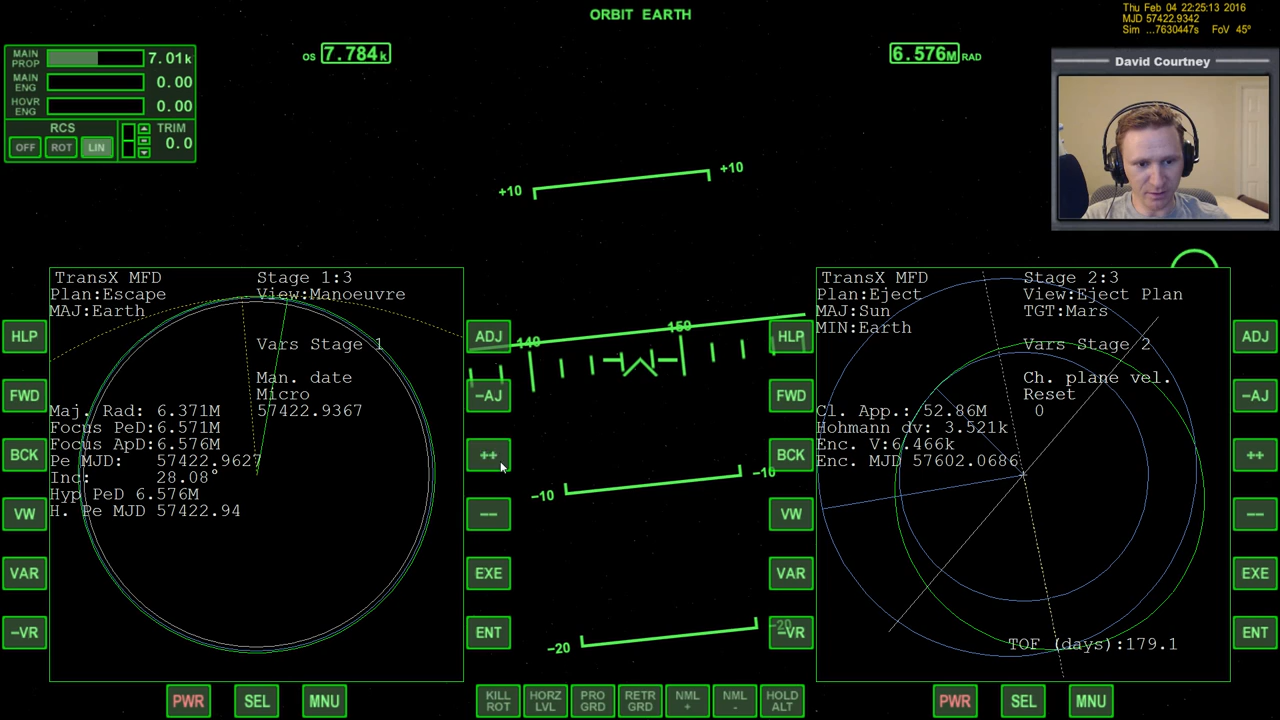 ORBIT EARTH
Thu Feb 04 22:25:13 2016
MJD 57422.9342
Sim ...7630447s FoV 45°
MAIN PROP 7.01k
MAIN ENG 0.00
HOVR ENG 0.00
RCS
OFF ROT LIN
TRIM
0.0
OS 7.784k
6.576M RAD
David Courtney
+10 +10
140 150
-10 -10
-20 -20
TransX MFD Stage 1:3
Plan:Escape View:Manoeuvre
MAJ:Earth
Vars Stage 1
Man. date
Micro
Maj. Rad: 6.371M 57422.9367
Focus PeD:6.571M
Focus ApD:6.576M
Pe MJD: 57422.9627
Inc: 28.08°
Hyp PeD 6.576M
H. Pe MJD 57422.94
HLP
FWD
BCK
VW
VAR
-VR
ADJ
-AJ
++
--
EXE
ENT
PWR SEL MNU
KILL ROT
HORZ LVL
PRO GRD
RETR GRD
NML +
NML -
HOLD ALT
TransX MFD Stage 2:3
Plan:Eject View:Eject Plan
MAJ:Sun TGT:Mars
MIN:Earth
Vars Stage 2
Ch. plane vel.
Reset
Cl. App.: 52.86M 0
Hohmann dv: 3.521k
Enc. V:6.466k
Enc. MJD 57602.0686
TOF (days):179.1
HLP
FWD
BCK
VW
VAR
-VR
ADJ
-AJ
++
--
EXE
ENT
PWR SEL MNU